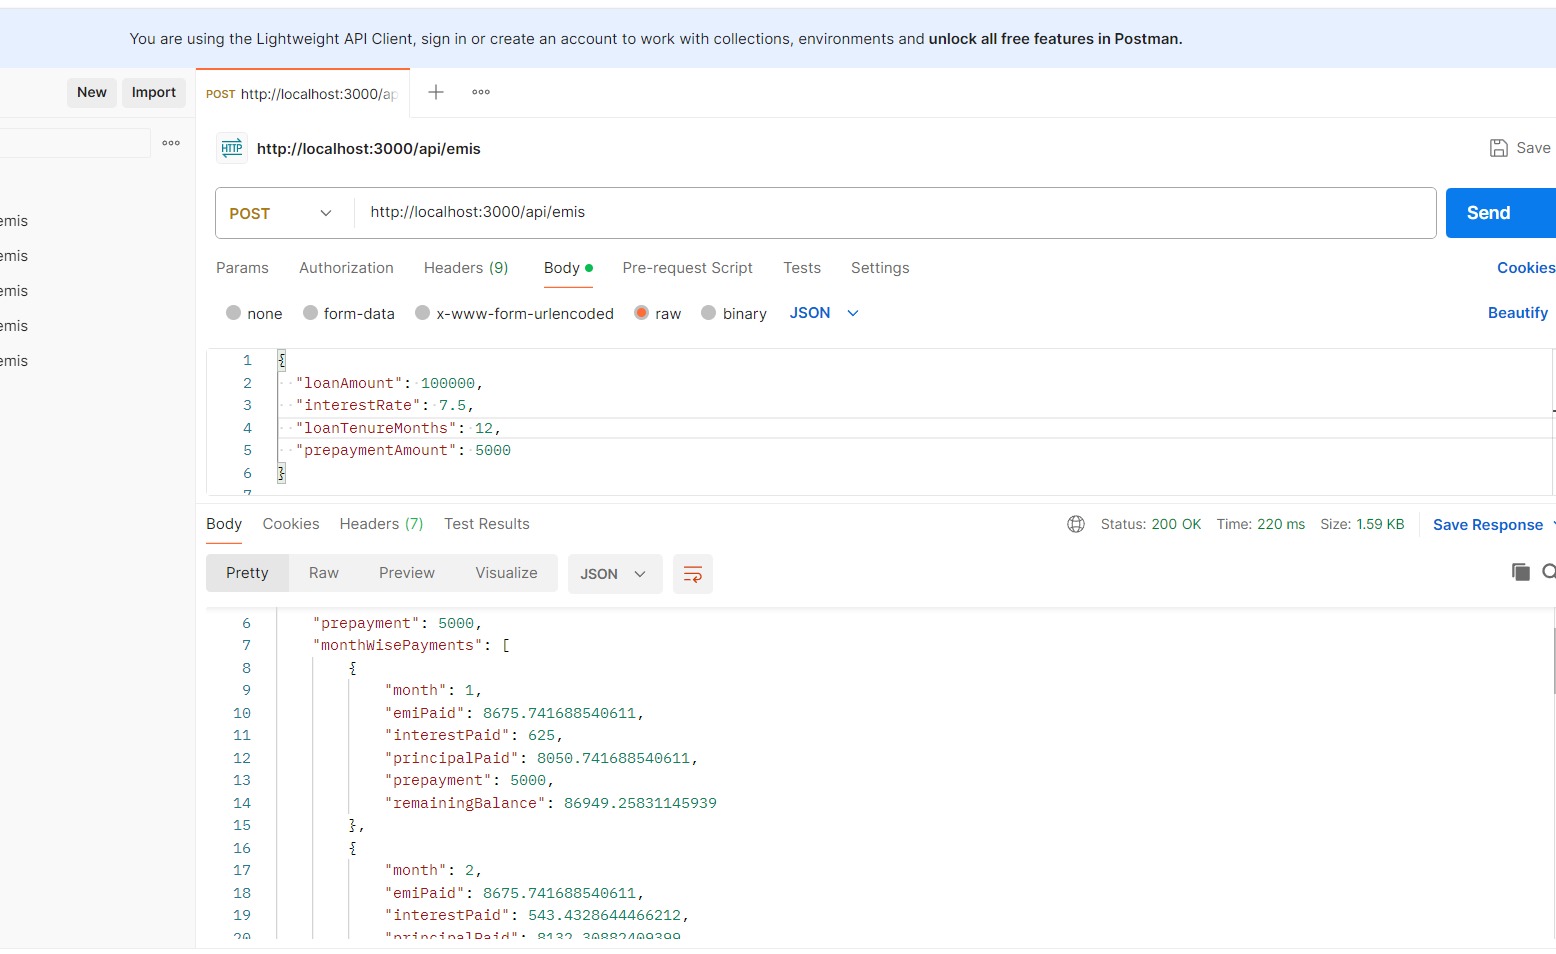 You are using the Lightweight API Client, sign in or create an account to work with collections, environments and unlock all free features in Postman.
New Import POST http://localhost:3000/ap
HTTP http://localhost:3000/api/emis Save
POST http://localhost:3000/api/emis Send
emis
emis
emis
emis
emis
Params Authorization Headers (9) Body Pre-request Script Tests Settings Cookies
none form-data x-www-form-urlencoded raw binary JSON Beautify
1 {
2 "loanAmount": 100000,
3 "interestRate": 7.5,
4 "loanTenureMonths": 12,
5 "prepaymentAmount": 5000
6 }
7
Body Cookies Headers (7) Test Results Status: 200 OK Time: 220 ms Size: 1.59 KB Save Response
Pretty Raw Preview Visualize JSON
6 "prepayment": 5000,
7 "monthWisePayments": [
8 {
9 "month": 1,
10 "emiPaid": 8675.741688540611,
11 "interestPaid": 625,
12 "principalPaid": 8050.741688540611,
13 "prepayment": 5000,
14 "remainingBalance": 86949.25831145939
15 },
16 {
17 "month": 2,
18 "emiPaid": 8675.741688540611,
19 "interestPaid": 543.4328644466212,
20 "principalPaid": 8132.30882409399